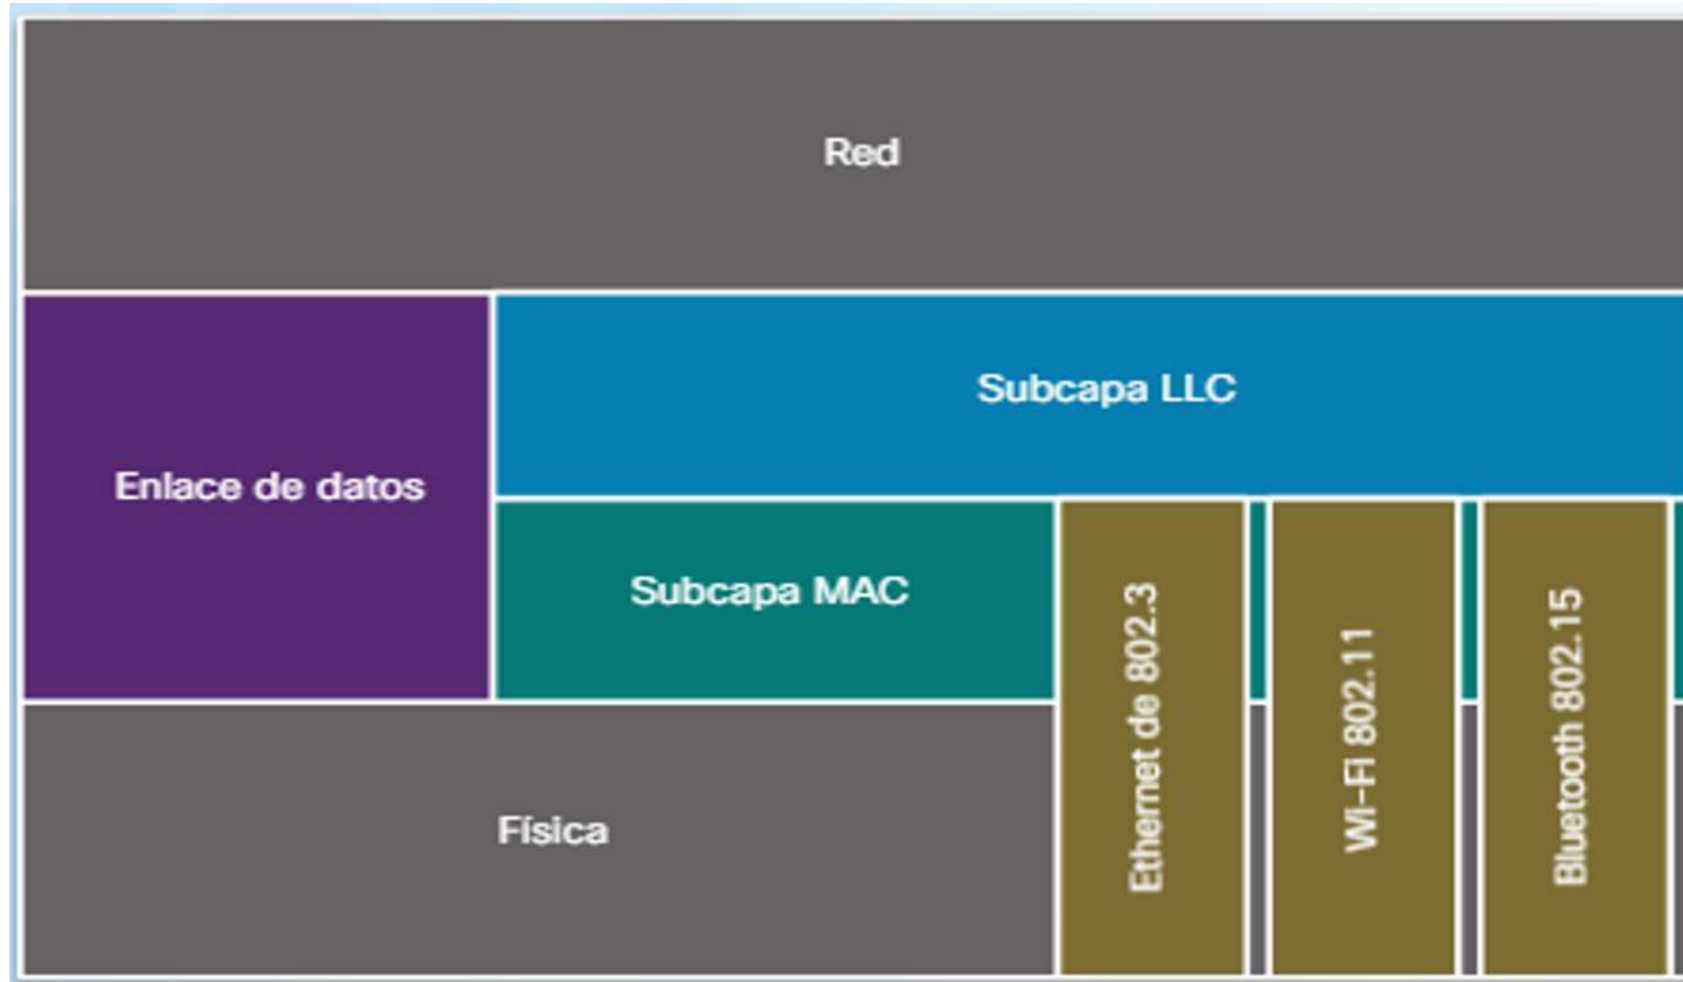 Red
Subcapa LLC
Enlace de datos
Subcapa MAC
Ethernet de 802.3
Wi-Fi 802.11
Bluetooth 802.15
Física